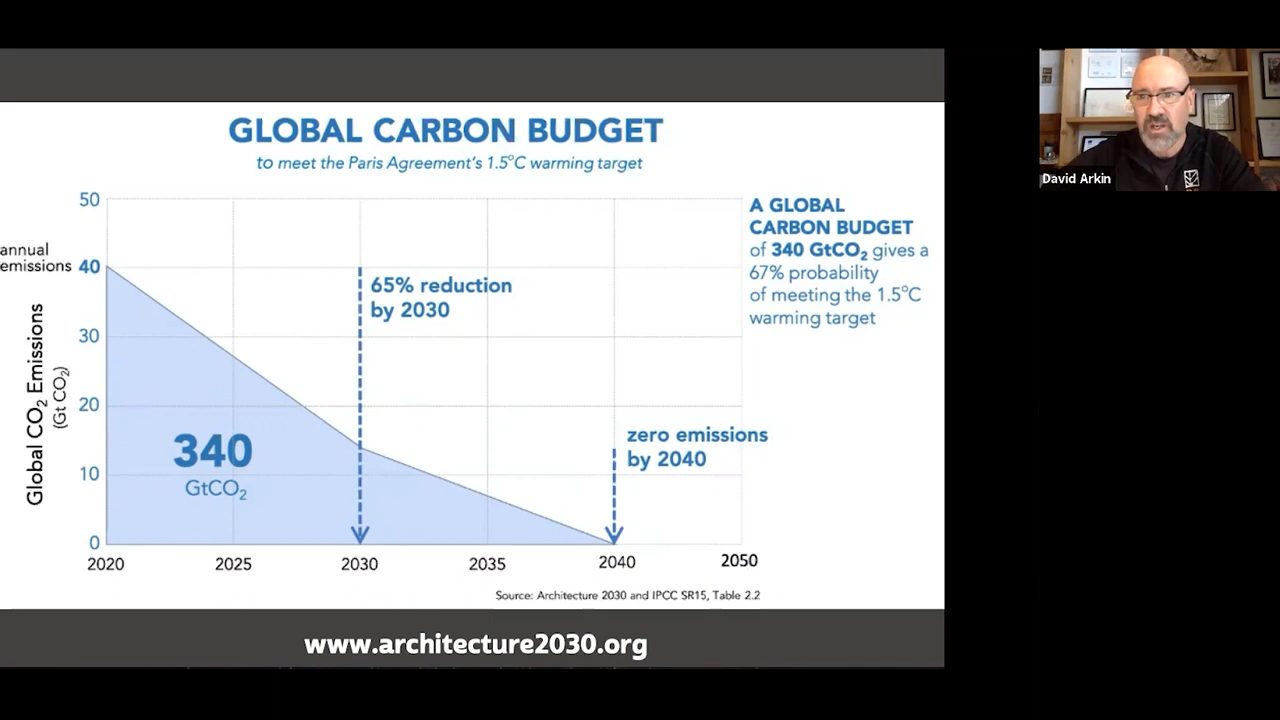 GLOBAL CARBON BUDGET
to meet the Paris Agreement's 1.5°C warming target
annual
emissions
Global CO₂ Emissions
(Gt CO₂)
50
40
30
20
10
0
65% reduction
by 2030
340
GtCO₂
zero emissions
by 2040
2020
2025
2030
2035
2040
2050
A GLOBAL
CARBON BUDGET
of 340 GtCO₂ gives a
67% probability
of meeting the 1.5°C
warming target
Source: Architecture 2030 and IPCC SR15, Table 2.2
www.architecture2030.org
David Arkin